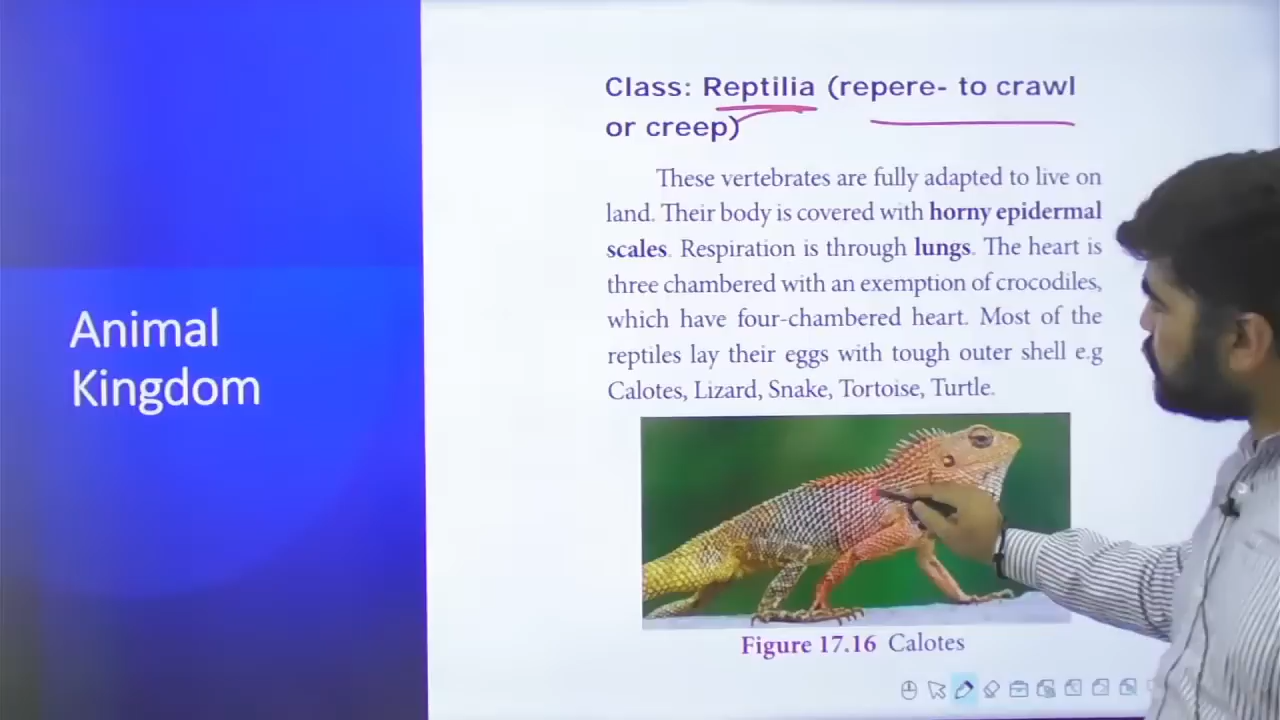 Animal
Kingdom
Class: Reptilia (repere- to crawl
or creep)
These vertebrates are fully adapted to live on
land. Their body is covered with horny epidermal
scales. Respiration is through lungs. The heart is
three chambered with an exemption of crocodiles,
which have four-chambered heart. Most of the
reptiles lay their eggs with tough outer shell e.g
Calotes, Lizard, Snake, Tortoise, Turtle.
Figure 17.16 Calotes